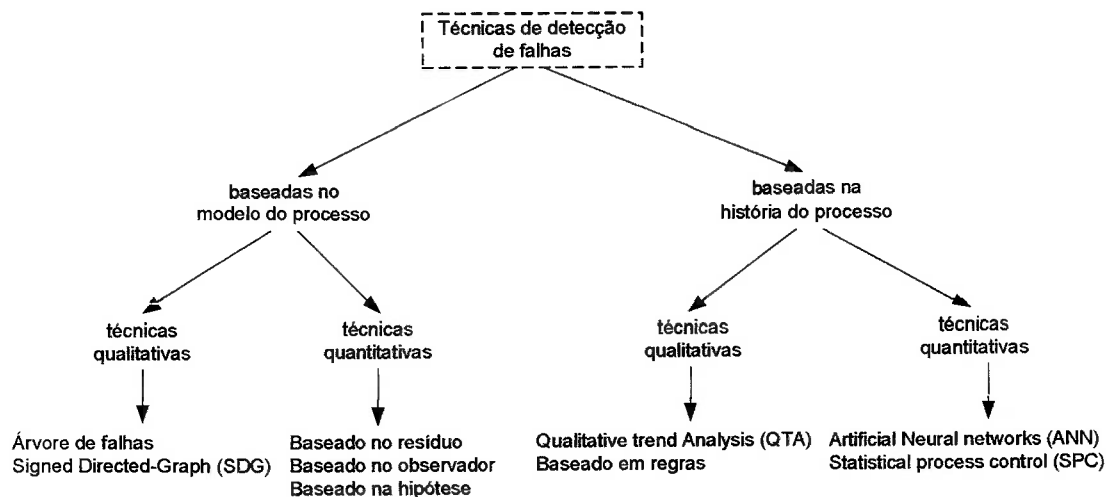 Técnicas de detecção
de falhas
baseadas no
modelo do processo
baseadas na
história do processo
técnicas
qualitativas
técnicas
quantitativas
técnicas
qualitativas
técnicas
quantitativas
Árvore de falhas
Signed Directed-Graph (SDG)
Baseado no resíduo
Baseado no observador
Baseado na hipótese
Qualitative trend Analysis (QTA)
Baseado em regras
Artificial Neural networks (ANN)
Statistical process control (SPC)